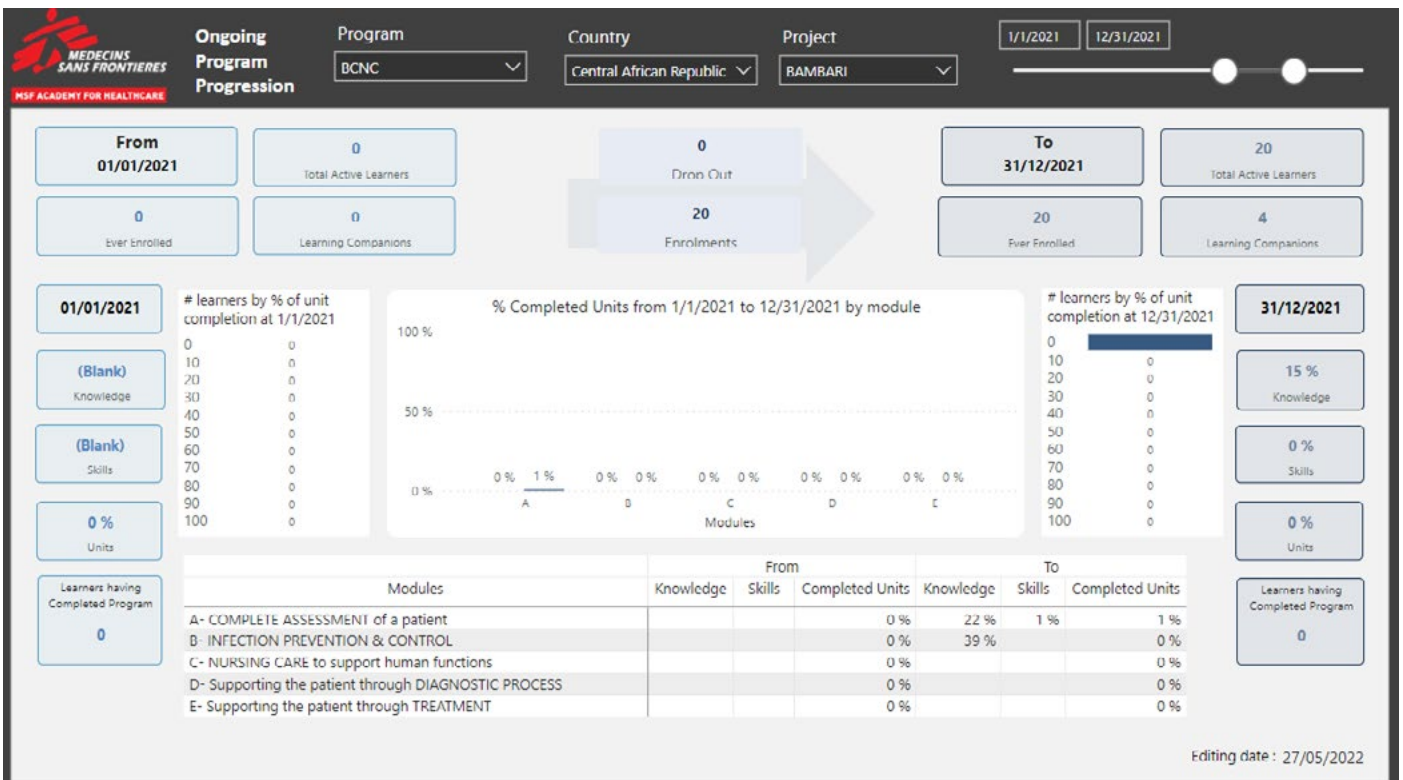 MEDECINS
SANS FRONTIERES
MSF ACADEMY FOR HEALTHCARE
Ongoing
Program
Progression
Program
BCNC
Country
Central African Republic
Project
BAMBARI
1/1/2021 12/31/2021
From
01/01/2021
0
Total Active Learners
0
Ever Enrolled
0
Learning Companions
0
Drop Out
20
Enrolments
To
31/12/2021
20
Total Active Learners
20
Ever Enrolled
4
Learning Companions
01/01/2021
(Blank)
Knowledge
(Blank)
Skills
0 %
Units
Learners having
Completed Program
0
# learners by % of unit
completion at 1/1/2021
0 0
10 0
20 0
30 0
40 0
50 0
60 0
70 0
80 0
90 0
100 0
% Completed Units from 1/1/2021 to 12/31/2021 by module
100 %
50 %
0 %
0 % 1 % 0 % 0 % 0 % 0 % 0 % 0 % 0 % 0 %
A B C D E
Modules
# learners by % of unit
completion at 12/31/2021
0
10 0
20 0
30 0
40 0
50 0
60 0
70 0
80 0
90 0
100 0
31/12/2021
15 %
Knowledge
0 %
Skills
0 %
Units
Learners having
Completed Program
0
From To
Modules Knowledge Skills Completed Units Knowledge Skills Completed Units
A- COMPLETE ASSESSMENT of a patient 0 % 22 % 1 % 1 %
B- INFECTION PREVENTION & CONTROL 0 % 39 % 0 %
C- NURSING CARE to support human functions 0 % 0 %
D- Supporting the patient through DIAGNOSTIC PROCESS 0 % 0 %
E- Supporting the patient through TREATMENT 0 % 0 %
Editing date : 27/05/2022